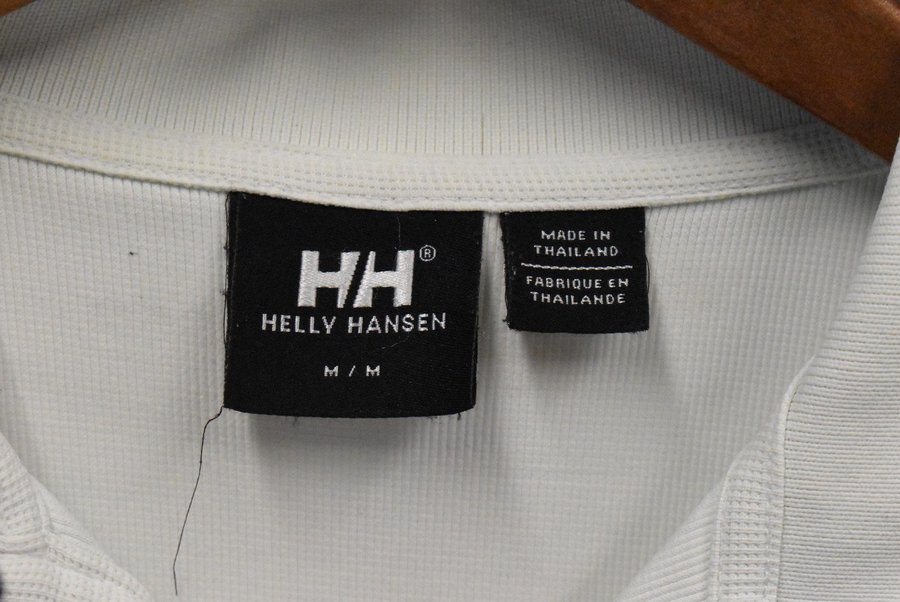 HH®
HELLY HANSEN
M / M
MADE IN
THAILAND
FABRIQUE EN
THAILANDE